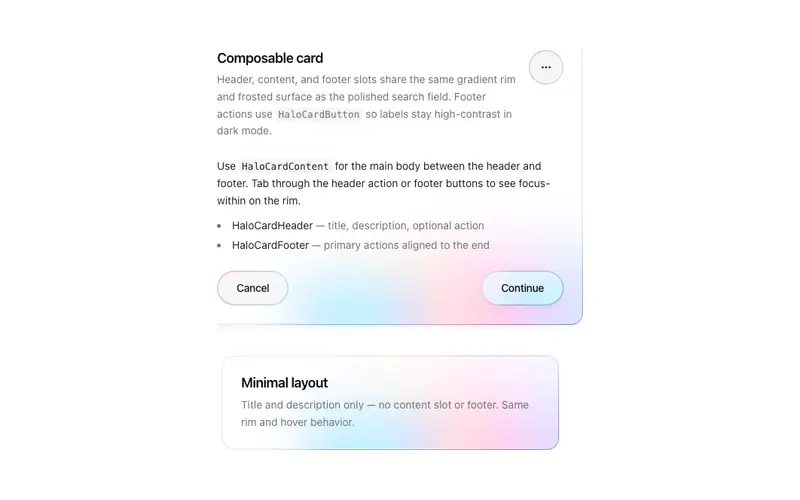 Composable card
Header, content, and footer slots share the same gradient rim
and frosted surface as the polished search field. Footer
actions use HaloCardButton so labels stay high-contrast in
dark mode.
Use HaloCardContent for the main body between the header and
footer. Tab through the header action or footer buttons to see focus-
within on the rim.
• HaloCardHeader — title, description, optional action
• HaloCardFooter — primary actions aligned to the end
Cancel
Continue
Minimal layout
Title and description only — no content slot or footer. Same
rim and hover behavior.